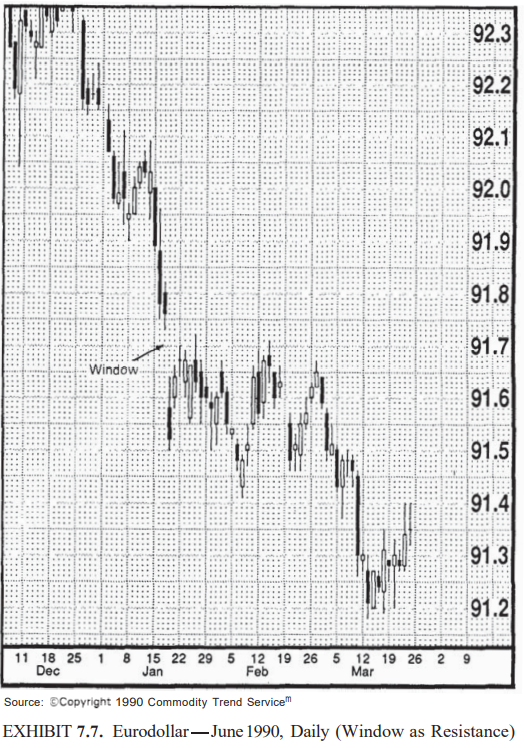 92.3
92.2
92.1
92.0
91.9
91.8
91.7
Window
91.6
91.5
91.4
91.3
91.2
11 18 25 1 8 15 22 29 5 12 19 26 5 12 19 26 2 9
Dec Jan Feb Mar
Source: ©Copyright 1990 Commodity Trend Service℠
EXHIBIT 7.7. Eurodollar—June 1990, Daily (Window as Resistance)